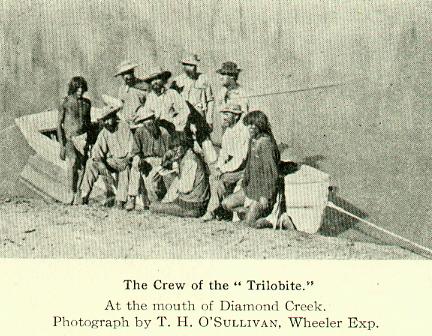 The Crew of the " Trilobite."
At the mouth of Diamond Creek.
Photograph by T. H. O'SULLIVAN, Wheeler Exp.